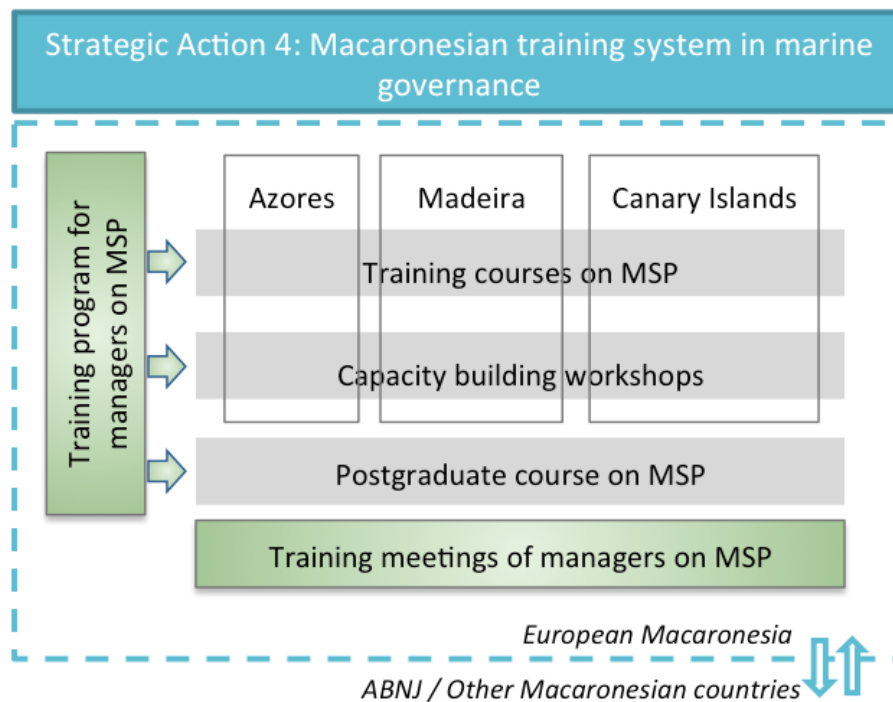 Strategic Action 4: Macaronesian training system in marine
governance
Training program for
managers on MSP
Azores
Madeira
Canary Islands
Training courses on MSP
Capacity building workshops
Postgraduate course on MSP
Training meetings of managers on MSP
European Macaronesia
ABNJ / Other Macaronesian countries